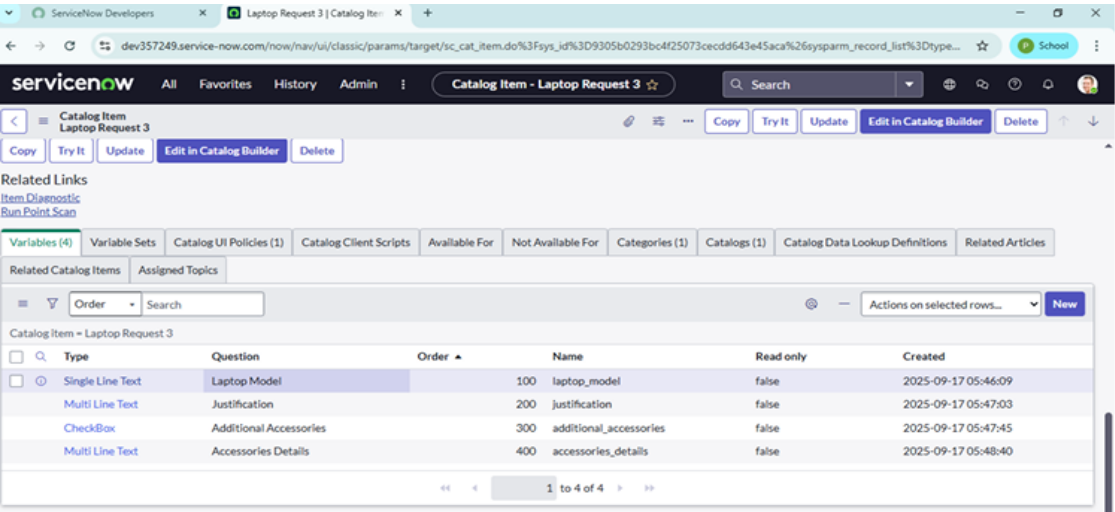 ServiceNow Developers × Laptop Request 3 | Catalog Item × +
dev357249.service-now.com/now/nav/ui/classic/params/target/sc_cat_item.do%3Fsys_id%3D9305b0293bc4f25073cecdd643e45aca%26sysparm_record_list%3Dtype... P School
servicenow All Favorites History Admin Catalog Item - Laptop Request 3 Search
Catalog Item
Laptop Request 3
Copy Try It Update Edit in Catalog Builder Delete
Copy Try It Update Edit in Catalog Builder Delete
Related Links
Item Diagnostic
Run Point Scan
Variables (4) Variable Sets Catalog UI Policies (1) Catalog Client Scripts Available For Not Available For Categories (1) Catalogs (1) Catalog Data Lookup Definitions Related Articles
Related Catalog Items Assigned Topics
Order Search Actions on selected rows... New
Catalog item = Laptop Request 3
Type Question Order Name Read only Created
Single Line Text Laptop Model 100 laptop_model false 2025-09-17 05:46:09
Multi Line Text Justification 200 justification false 2025-09-17 05:47:03
CheckBox Additional Accessories 300 additional_accessories false 2025-09-17 05:47:45
Multi Line Text Accessories Details 400 accessories_details false 2025-09-17 05:48:40
1 to 4 of 4